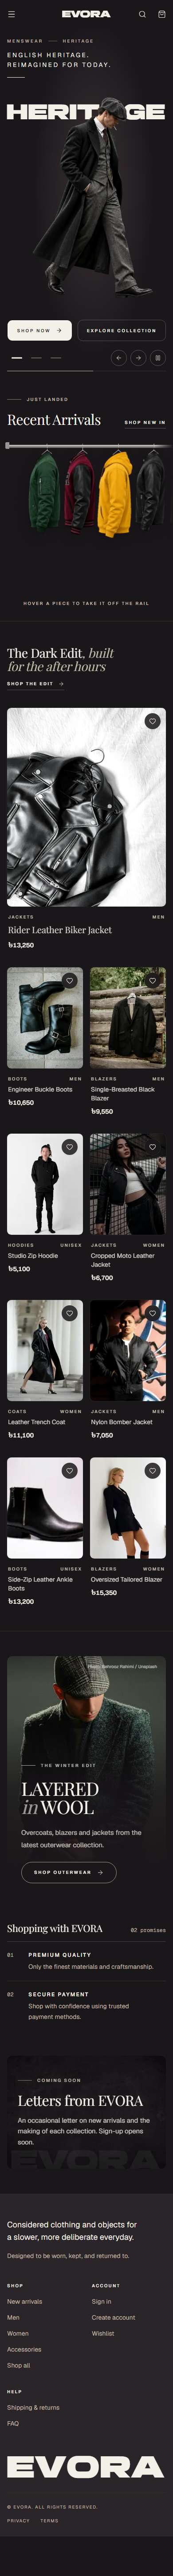 EVORA
MENSWEAR — HERITAGE
ENGLISH HERITAGE.
REIMAGINED FOR TODAY.
HERITAGE
SHOP NOW →
EXPLORE COLLECTION
JUST LANDED
Recent Arrivals
SHOP NEW IN
HOVER A PIECE TO TAKE IT OFF THE RAIL
The Dark Edit, built
for the after hours
SHOP THE EDIT →
JACKETS MEN
Rider Leather Biker Jacket
৳13,250
BOOTS MEN
Engineer Buckle Boots
৳10,650
BLAZERS MEN
Single-Breasted Black
Blazer
৳9,550
HOODIES UNISEX
Studio Zip Hoodie
৳5,100
JACKETS WOMEN
Cropped Moto Leather
Jacket
৳6,700
COATS WOMEN
Leather Trench Coat
৳11,100
JACKETS MEN
Nylon Bomber Jacket
৳7,050
BOOTS UNISEX
Side-Zip Leather Ankle
Boots
৳13,200
BLAZERS WOMEN
Oversized Tailored Blazer
৳15,350
Rahimi / Unsplash
THE WINTER EDIT
LAYERED
in WOOL
Overcoats, blazers and jackets from the
latest outerwear collection.
SHOP OUTERWEAR →
Shopping with EVORA
02 promises
01 PREMIUM QUALITY
Only the finest materials and craftsmanship.
02 SECURE PAYMENT
Shop with confidence using trusted
payment methods.
COMING SOON
Letters from EVORA
An occasional letter on new arrivals and the
making of each collection. Sign-up opens
soon.
EVORA
Considered clothing and objects for
a slower, more deliberate everyday.
Designed to be worn, kept, and returned to.
SHOP
New arrivals
Men
Women
Accessories
Shop all
ACCOUNT
Sign in
Create account
Wishlist
HELP
Shipping & returns
FAQ
EVORA
© EVORA. ALL RIGHTS RESERVED.
PRIVACY TERMS